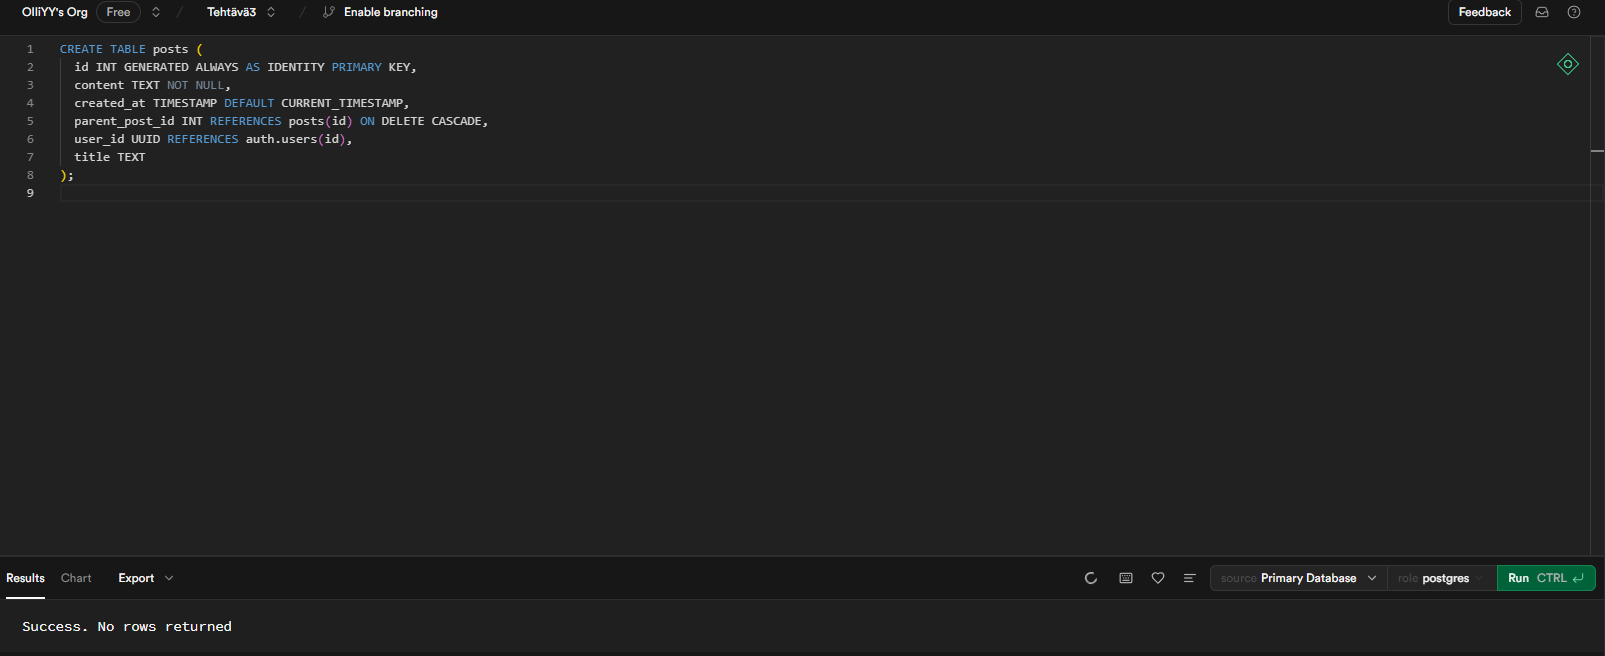 OlliYY's Org Free / Tehtävä3 / Enable branching Feedback
1 CREATE TABLE posts (
2 id INT GENERATED ALWAYS AS IDENTITY PRIMARY KEY,
3 content TEXT NOT NULL,
4 created_at TIMESTAMP DEFAULT CURRENT_TIMESTAMP,
5 parent_post_id INT REFERENCES posts(id) ON DELETE CASCADE,
6 user_id UUID REFERENCES auth.users(id),
7 title TEXT
8 );
9
Results Chart Export source Primary Database role postgres Run CTRL
Success. No rows returned